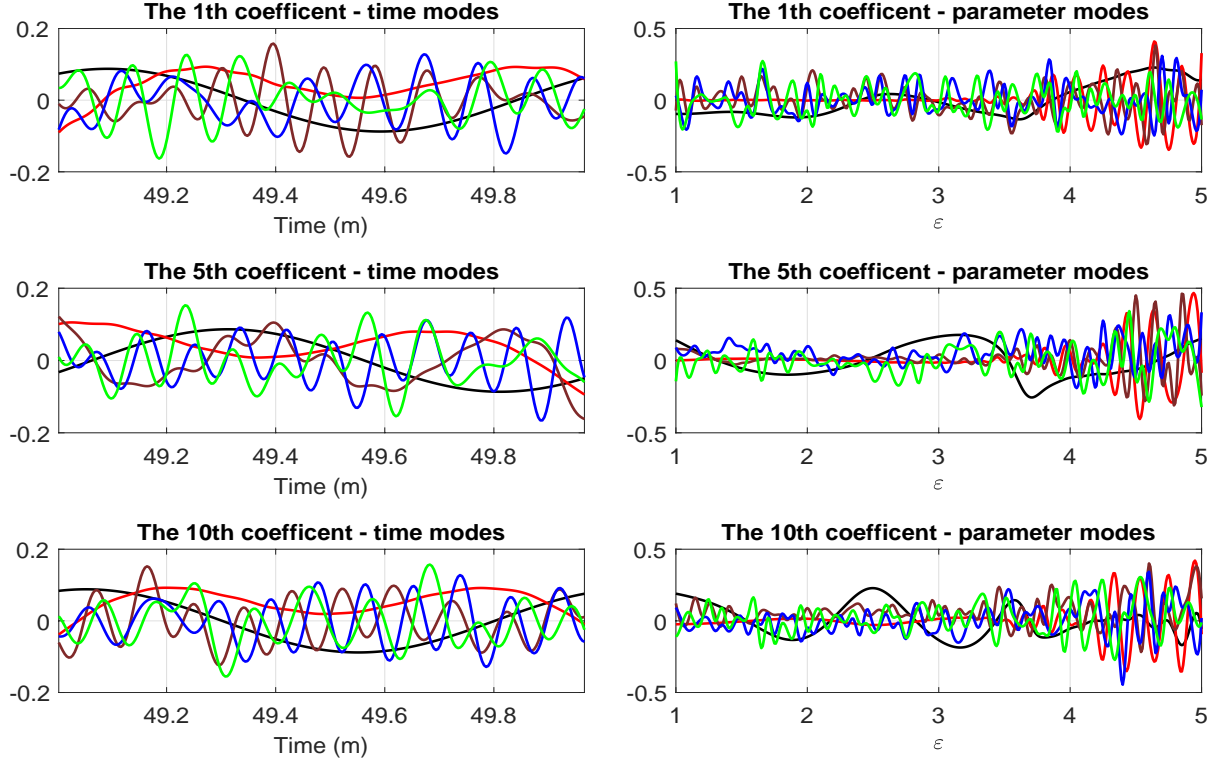 The 1th coefficent - time modes
0.2
0
-0.2
49.2 49.4 49.6 49.8
Time (m)
The 1th coefficent - parameter modes
0.5
0
-0.5
1 2 3 4 5
ε
The 5th coefficent - time modes
0.2
0
-0.2
49.2 49.4 49.6 49.8
Time (m)
The 5th coefficent - parameter modes
0.5
0
-0.5
1 2 3 4 5
ε
The 10th coefficent - time modes
0.2
0
-0.2
49.2 49.4 49.6 49.8
Time (m)
The 10th coefficent - parameter modes
0.5
0
-0.5
1 2 3 4 5
ε